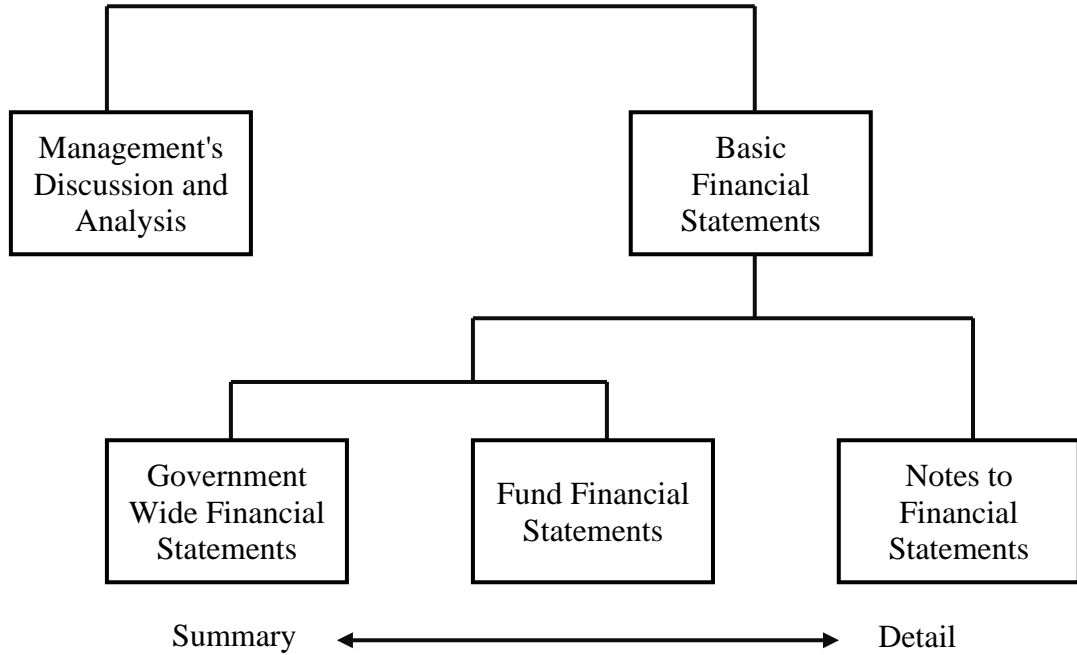 Management's
Discussion and
Analysis
Basic
Financial
Statements
Government
Wide Financial
Statements
Fund Financial
Statements
Notes to
Financial
Statements
Summary
Detail